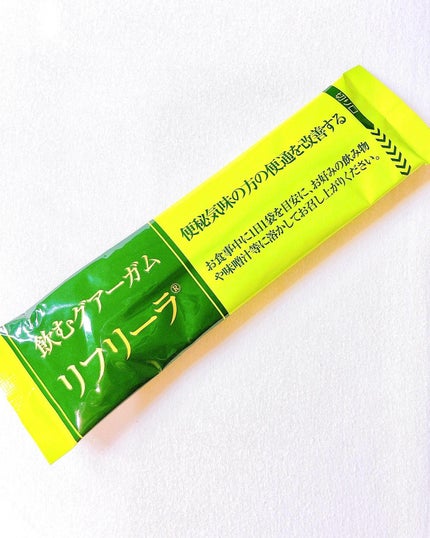 切り口
便秘気味の方の便通を改善する
お食事中に1日1袋を目安に、お好みの飲み物
や味噌汁等に溶かしてお召し上がりください。
飲むグアーガム
リフリーラ®